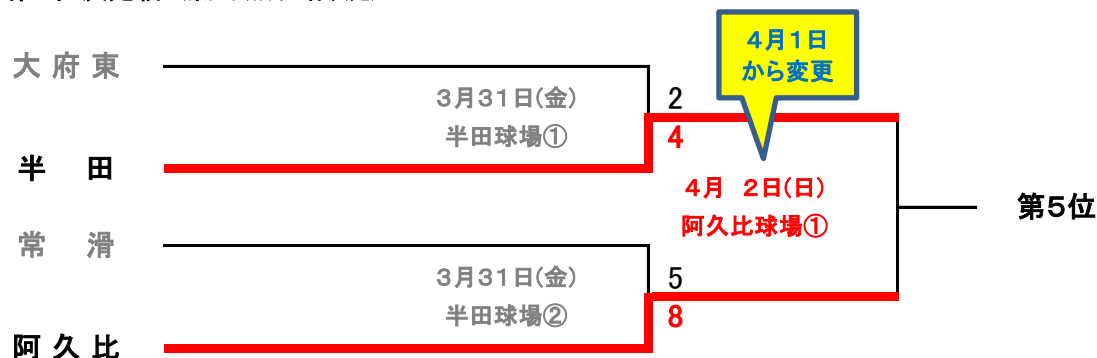 大府東
3月31日(金)
半田球場①
2
4
4月1日
から変更
半　田
4月　2日(日)
阿久比球場①
第5位
常　滑
3月31日(金)
半田球場②
5
8
阿久比